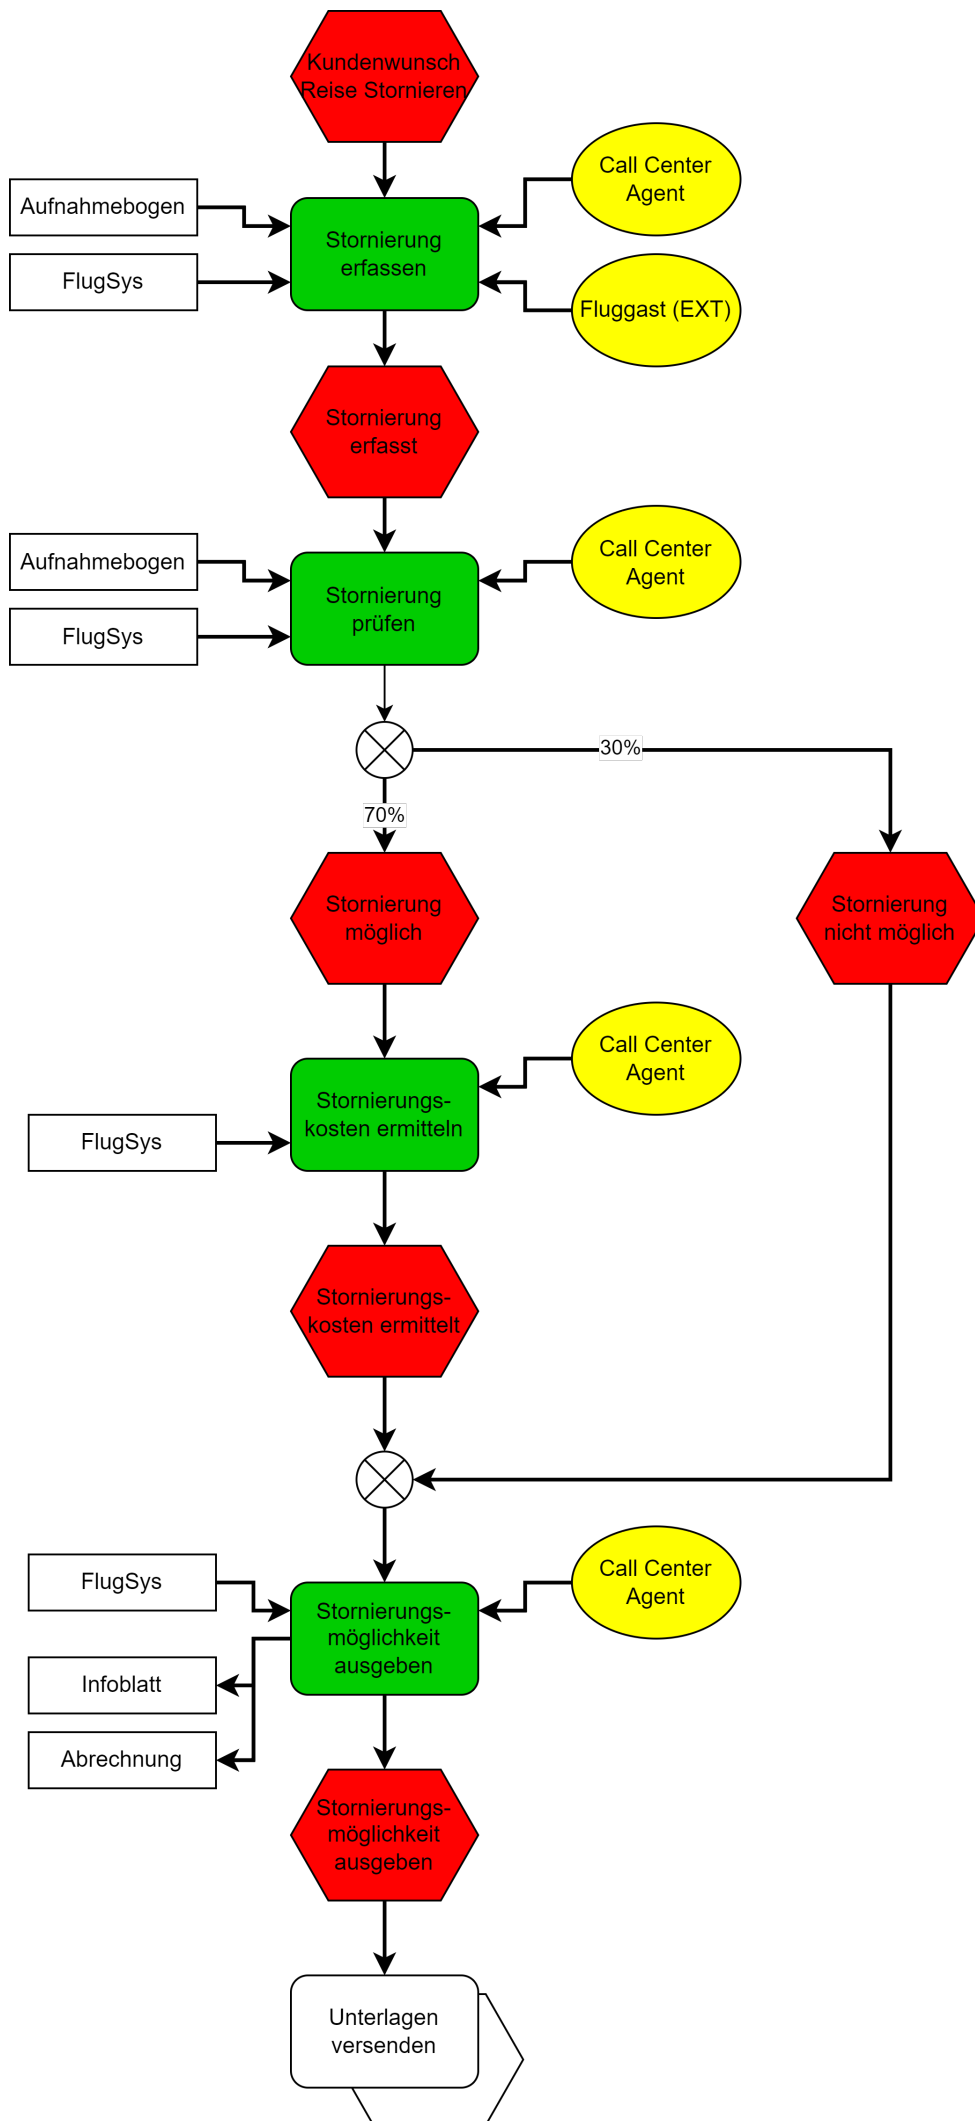 Kundenwunsch
Reise Stornieren
Call Center
Agent
Aufnahmebogen
Stornierung
erfassen
FlugSys
Fluggast (EXT)
Stornierung
erfasst
Aufnahmebogen
Call Center
Agent
Stornierung
prüfen
FlugSys
30%
70%
Stornierung
möglich
Stornierung
nicht möglich
Call Center
Agent
Stornierungs-
kosten ermitteln
FlugSys
Stornierungs-
kosten ermittelt
FlugSys
Call Center
Agent
Stornierungs-
möglichkeit
ausgeben
Infoblatt
Abrechnung
Stornierungs-
möglichkeit
ausgeben
Unterlagen
versenden